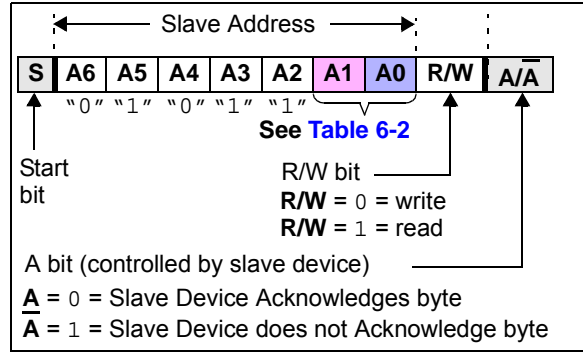 Slave Address
S A6 A5 A4 A3 A2 A1 A0 R/W A/A̅
“0” “1” “0” “1” “1”
See Table 6-2
Start
bit
R/W bit
R/W = 0 = write
R/W = 1 = read
A bit (controlled by slave device)
A = 0 = Slave Device Acknowledges byte
A̅ = 1 = Slave Device does not Acknowledge byte